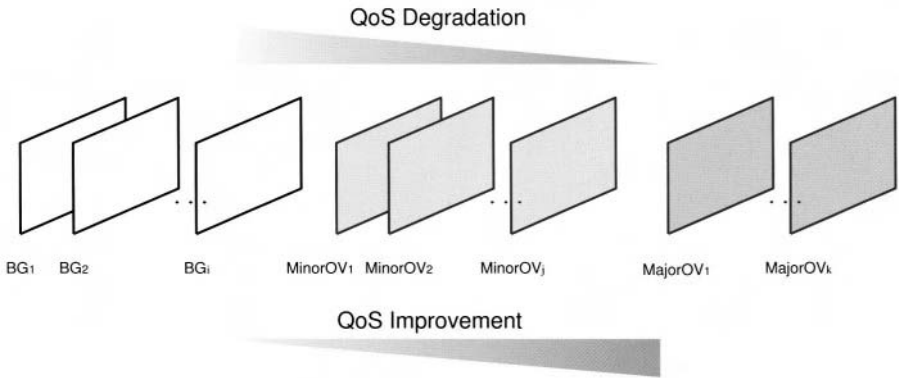 QoS Degradation
. . .
. . .
. . .
BG₁ BG₂ BGᵢ MinorOV₁ MinorOV₂ MinorOVⱼ MajorOV₁ MajorOVₖ
QoS Improvement